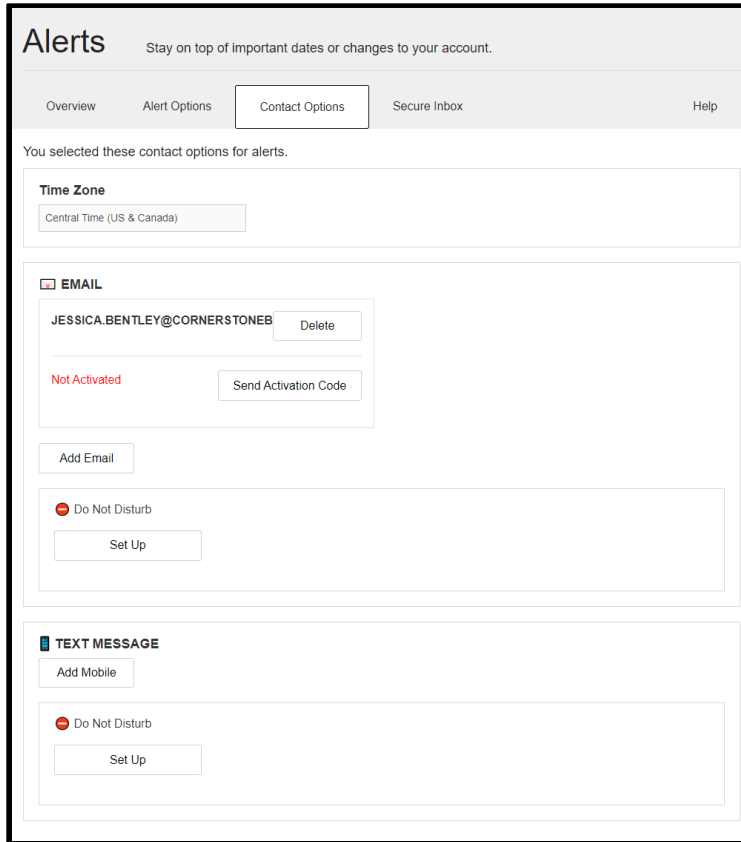 Alerts Stay on top of important dates or changes to your account.
Overview Alert Options Contact Options Secure Inbox Help
You selected these contact options for alerts.
Time Zone
Central Time (US & Canada)
EMAIL
JESSICA.BENTLEY@CORNERSTONEB Delete
Not Activated Send Activation Code
Add Email
Do Not Disturb
Set Up
TEXT MESSAGE
Add Mobile
Do Not Disturb
Set Up